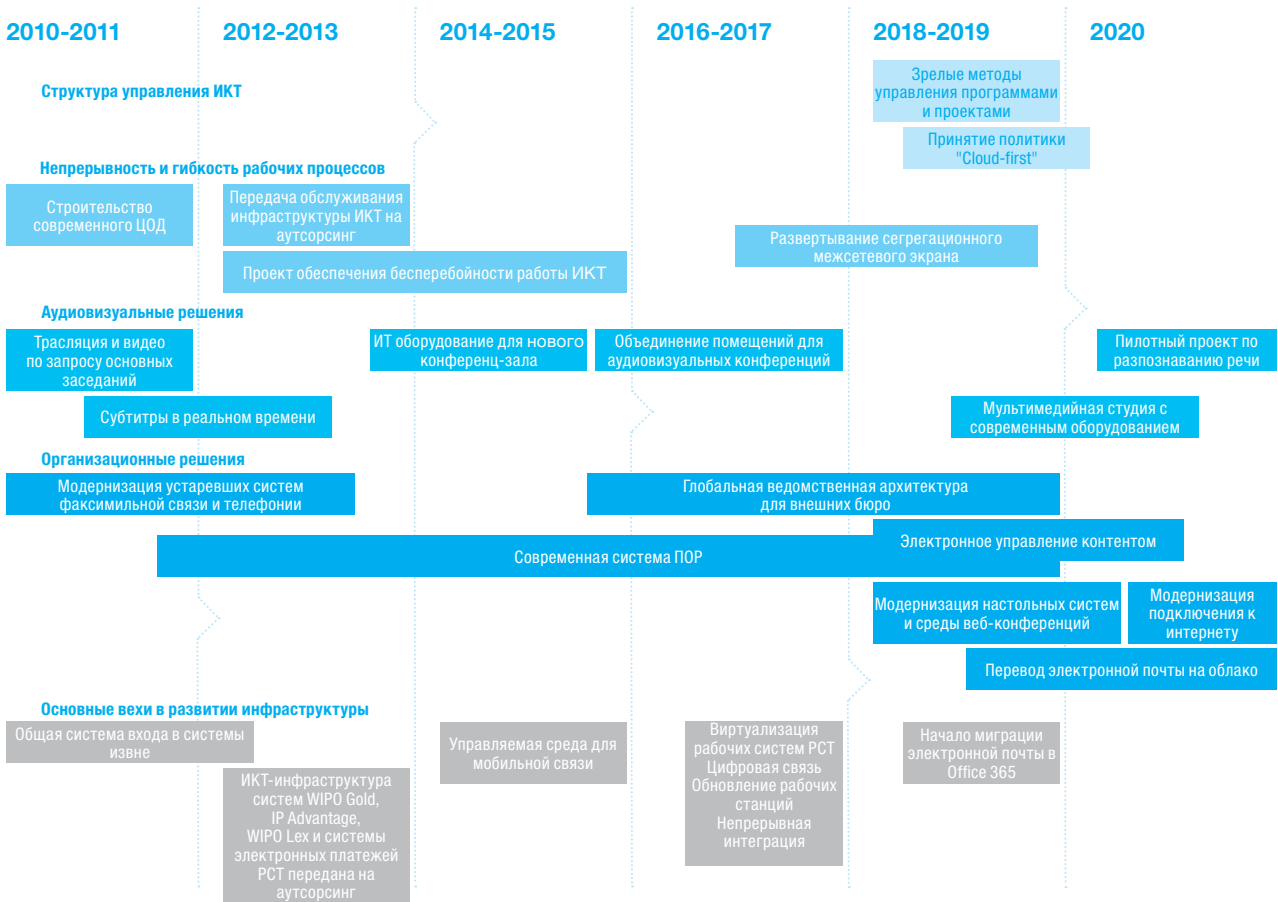 2010-2011
2012-2013
2014-2015
2016-2017
2018-2019
2020
Структура управления ИКТ
Зрелые методы
управления программами
и проектами
Принятие политики
"Cloud-first"
Непрерывность и гибкость рабочих процессов
Строительство
современного ЦОД
Передача обслуживания
инфраструктуры ИКТ на
аутсорсинг
Развертывание сегрегационного
межсетевого экрана
Проект обеспечения бесперебойности работы ИКТ
Аудиовизуальные решения
Трасляция и видео
по запросу основных
заседаний
ИТ оборудование для нового
конференц-зала
Объединение помещений для
аудиовизуальных конференций
Пилотный проект по
разпознаванию речи
Субтитры в реальном времени
Мультимедийная студия с
современным оборудованием
Организационные решения
Модернизация устаревших систем
факсимильной связи и телефонии
Глобальная ведомственная архитектура
для внешних бюро
Электронное управление контентом
Современная система ПОР
Модернизация настольных систем
и среды веб-конференций
Модернизация
подключения к
интернету
Перевод электронной почты на облако
Основные вехи в развитии инфраструктуры
Общая система входа в системы
извне
Управляемая среда для
мобильной связи
Виртуализация
рабочих систем РСТ
Цифровая связь
Обновление рабочих
станций
Непрерывная
интеграция
Начало миграции
электронной почты в
Office 365
ИКТ-инфраструктура
систем WIPO Gold,
IP Advantage,
WIPO Lex и системы
электронных платежей
РСТ передана на
аутсорсинг